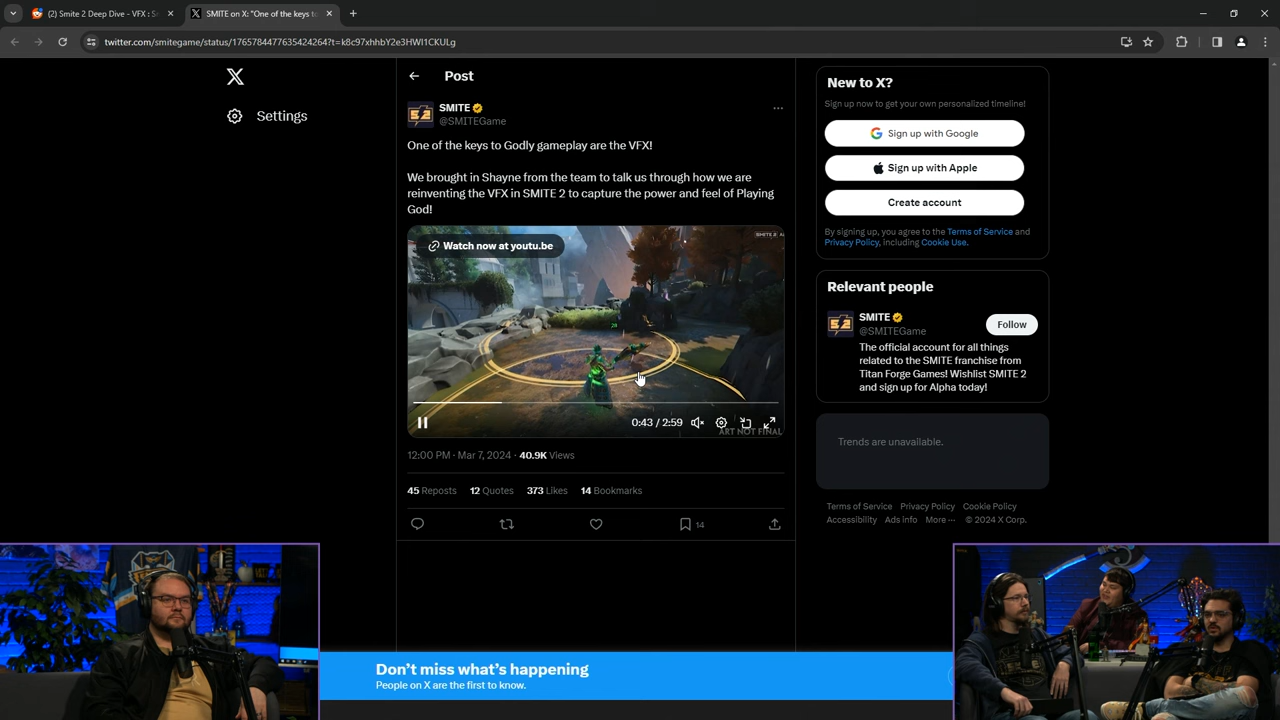 (2) Smite 2 Deep Dive - VFX : S
SMITE on X: "One of the keys to
twitter.com/smitegame/status/1765784477635424264?t=k8c97xhhbY2e3HWI1CKULg
Settings
Post
SMITE
@SMITEGame
One of the keys to Godly gameplay are the VFX!
We brought in Shayne from the team to talk us through how we are
reinventing the VFX in SMITE 2 to capture the power and feel of Playing
God!
Watch now at youtu.be
0:43 / 2:59
ART NOT FINAL
12:00 PM · Mar 7, 2024 · 40.9K Views
45 Reposts 12 Quotes 373 Likes 14 Bookmarks
14
New to X?
Sign up now to get your own personalized timeline!
Sign up with Google
Sign up with Apple
Create account
By signing up, you agree to the Terms of Service and
Privacy Policy, including Cookie Use.
Relevant people
SMITE
@SMITEGame
Follow
The official account for all things
related to the SMITE franchise from
Titan Forge Games! Wishlist SMITE 2
and sign up for Alpha today!
Trends are unavailable.
Terms of Service Privacy Policy Cookie Policy
Accessibility Ads info More ··· © 2024 X Corp.
Don't miss what's happening
People on X are the first to know.